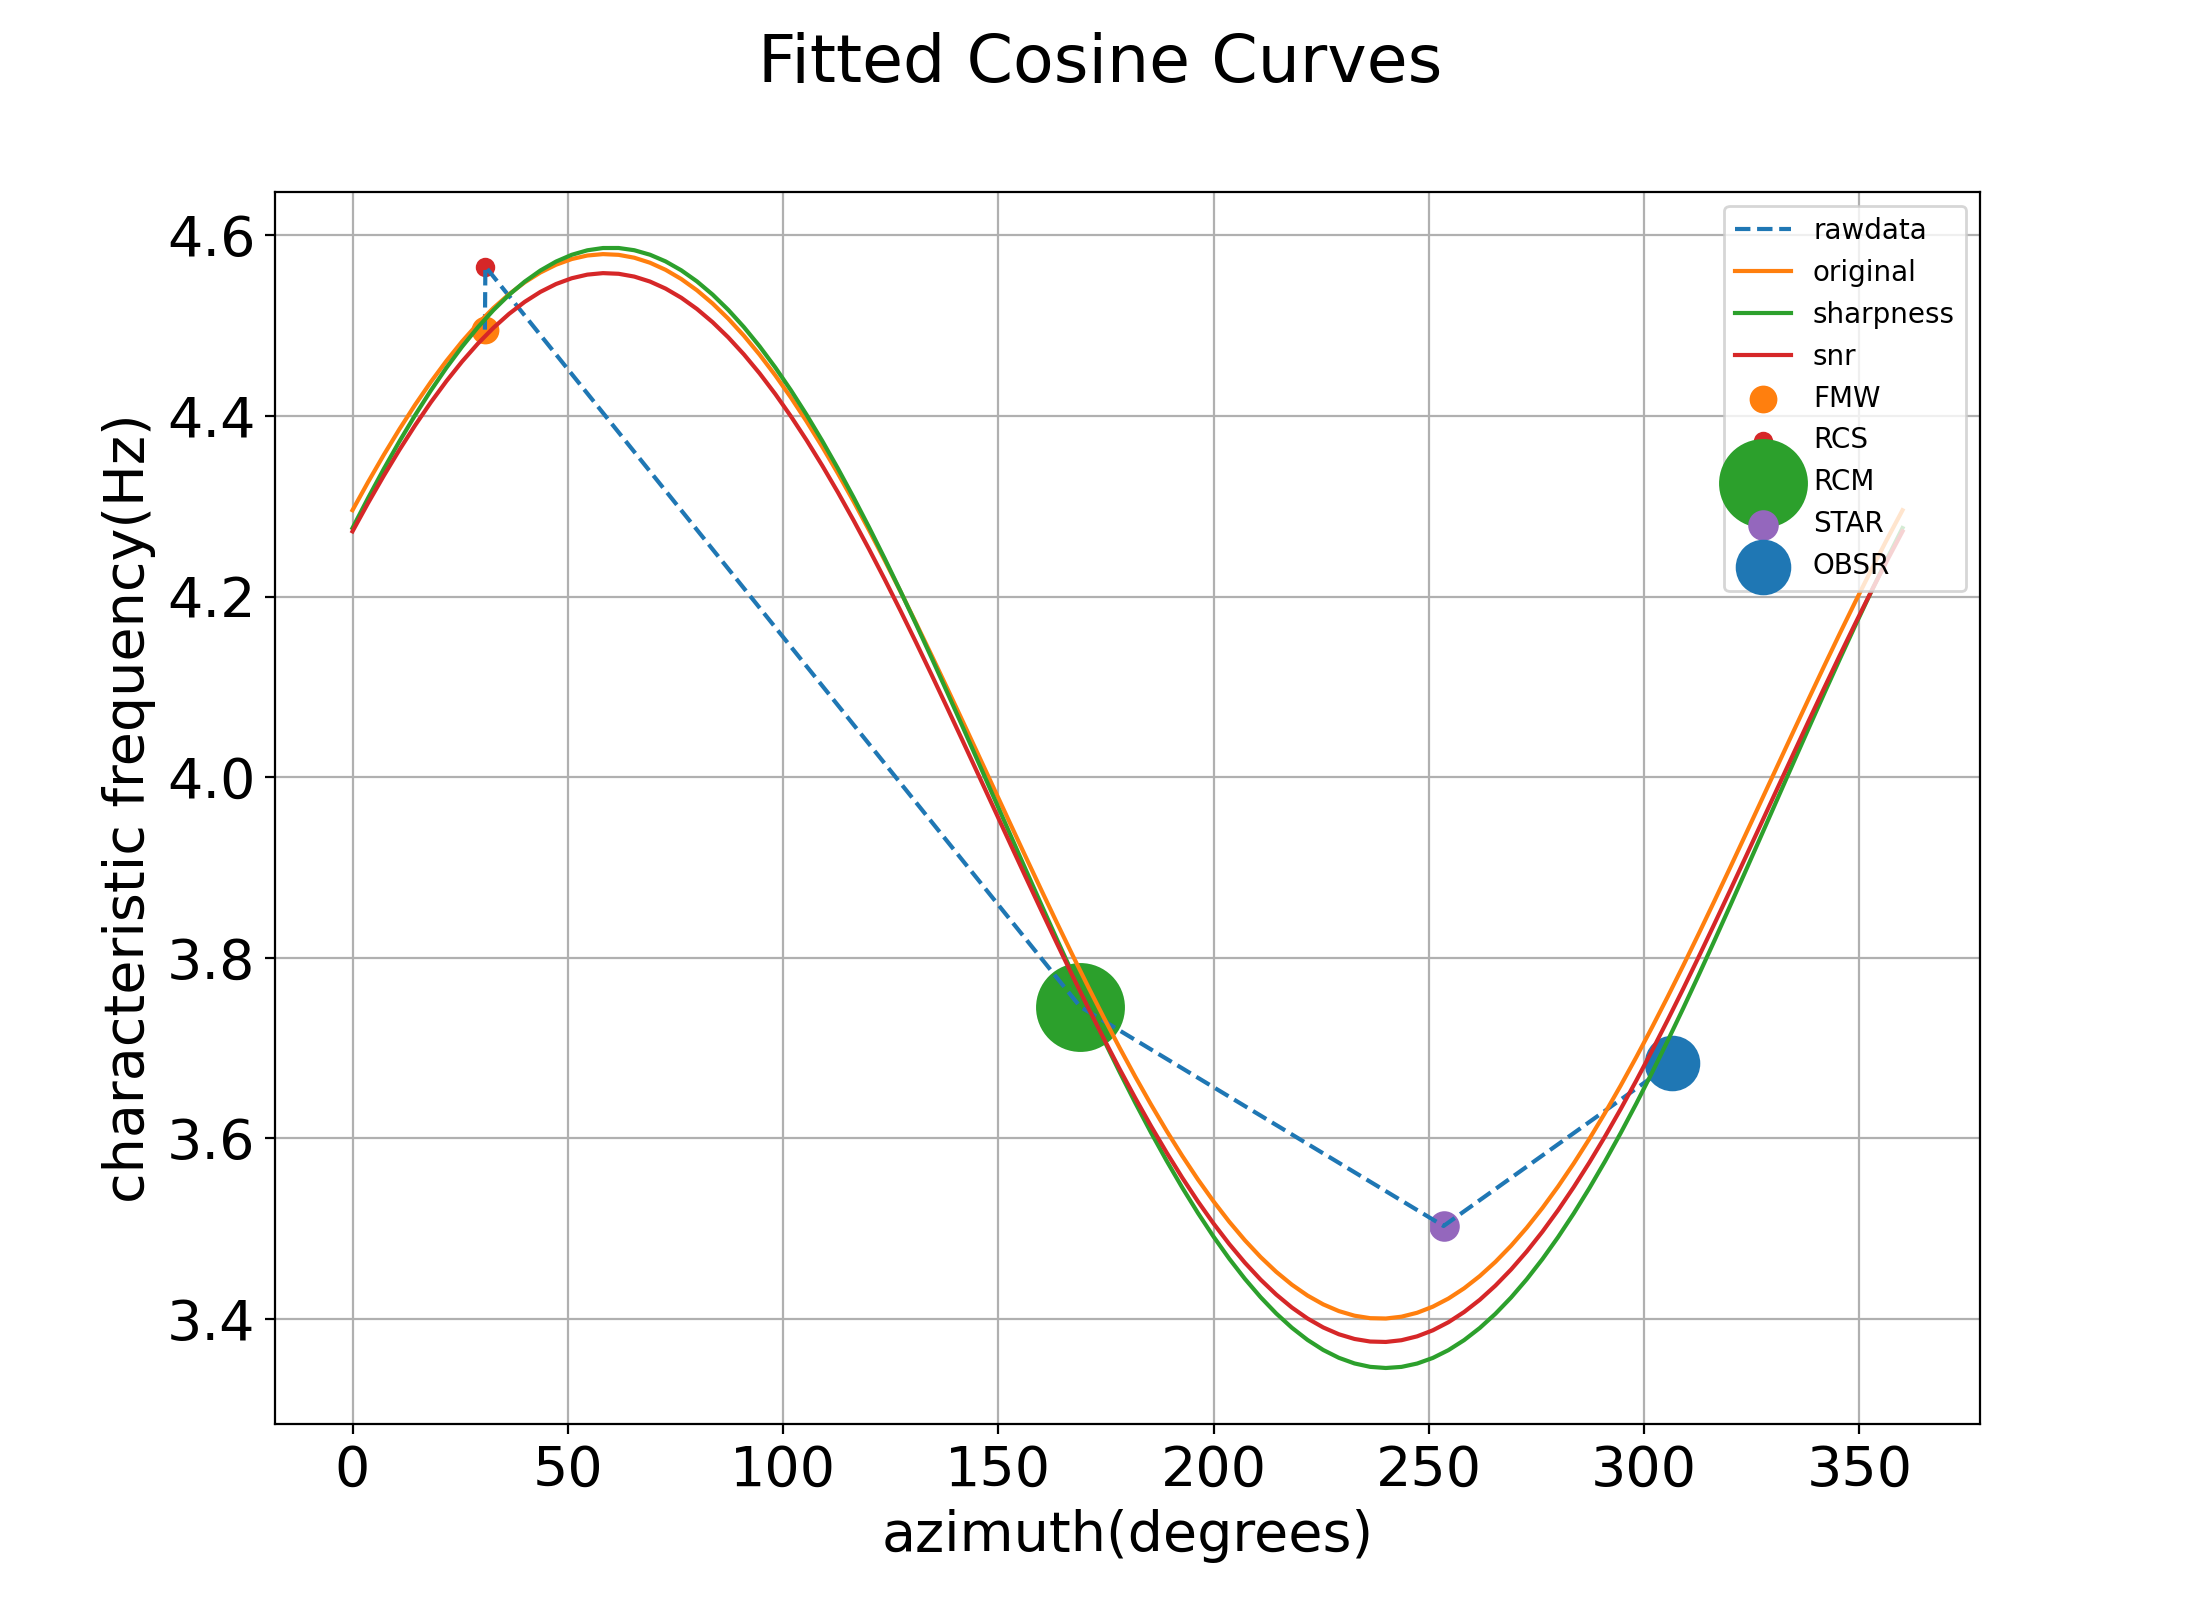 Fitted Cosine Curves
4.6
4.4
4.2
4.0
3.8
3.6
3.4
characteristic frequency(Hz)
rawdata
original
sharpness
snr
FMW
RCS
RCM
STAR
OBSR
0 50 100 150 200 250 300 350
azimuth(degrees)